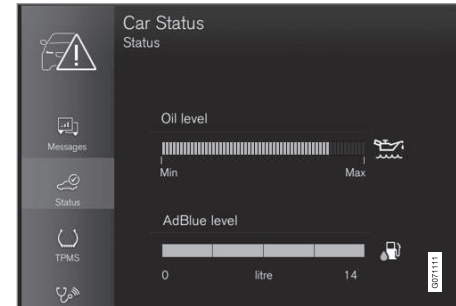 Car Status
Status
Messages
Status
TPMS
Oil level
Min Max
AdBlue level
0 litre 14
G071111